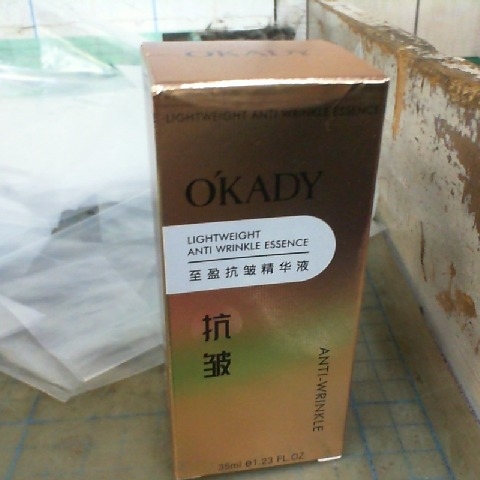 O'KADY
LIGHTWEIGHT ANTI WRINKLE ESSENCE
O'KADY
LIGHTWEIGHT
ANTI WRINKLE ESSENCE
至盈抗皱精华液
抗
皱
ANTI-WRINKLE
35ml ℮1.23 FL.OZ